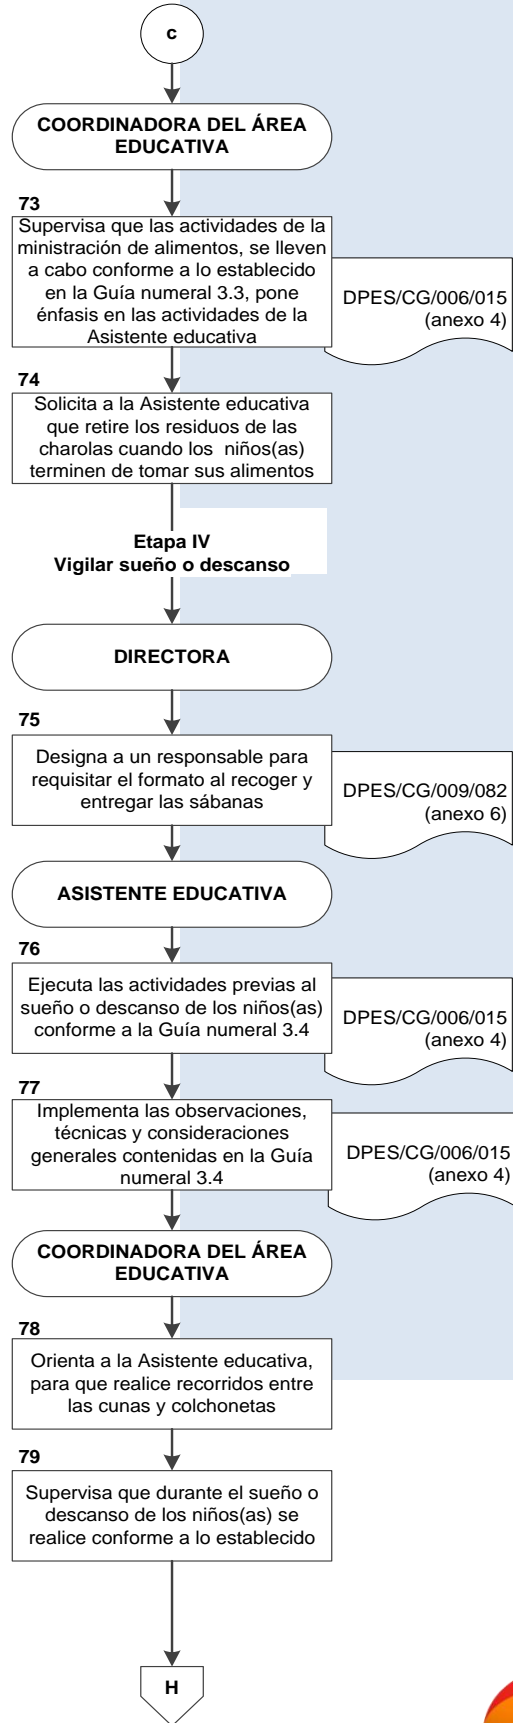 c
COORDINADORA DEL ÁREA
EDUCATIVA
73
Supervisa que las actividades de la
ministración de alimentos, se lleven
a cabo conforme a lo establecido
en la Guía numeral 3.3, pone
énfasis en las actividades de la
Asistente educativa
DPES/CG/006/015
(anexo 4)
74
Solicita a la Asistente educativa
que retire los residuos de las
charolas cuando los niños(as)
terminen de tomar sus alimentos
Etapa IV
Vigilar sueño o descanso
DIRECTORA
75
Designa a un responsable para
requisitar el formato al recoger y
entregar las sábanas
DPES/CG/009/082
(anexo 6)
ASISTENTE EDUCATIVA
76
Ejecuta las actividades previas al
sueño o descanso de los niños(as)
conforme a la Guía numeral 3.4
DPES/CG/006/015
(anexo 4)
77
Implementa las observaciones,
técnicas y consideraciones
generales contenidas en la Guía
numeral 3.4
DPES/CG/006/015
(anexo 4)
COORDINADORA DEL ÁREA
EDUCATIVA
78
Orienta a la Asistente educativa,
para que realice recorridos entre
las cunas y colchonetas
79
Supervisa que durante el sueño o
descanso de los niños(as) se
realice conforme a lo establecido
H